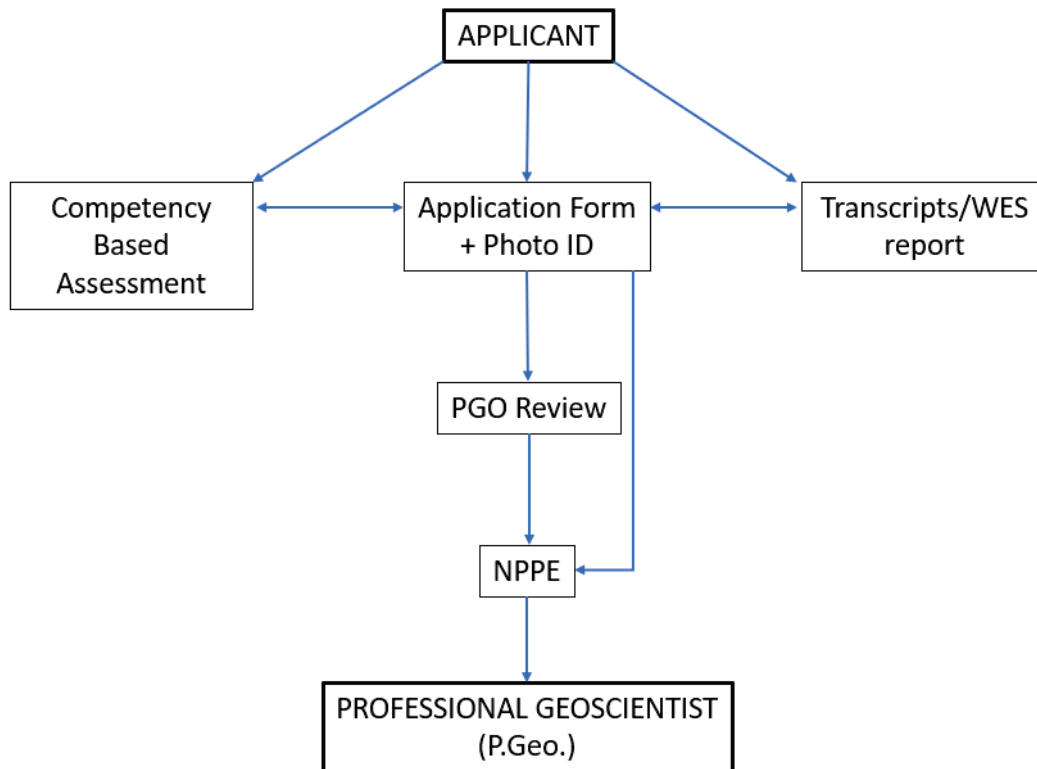 APPLICANT
Competency
Based
Assessment
Application Form
+ Photo ID
Transcripts/WES
report
PGO Review
NPPE
PROFESSIONAL GEOSCIENTIST
(P.Geo.)